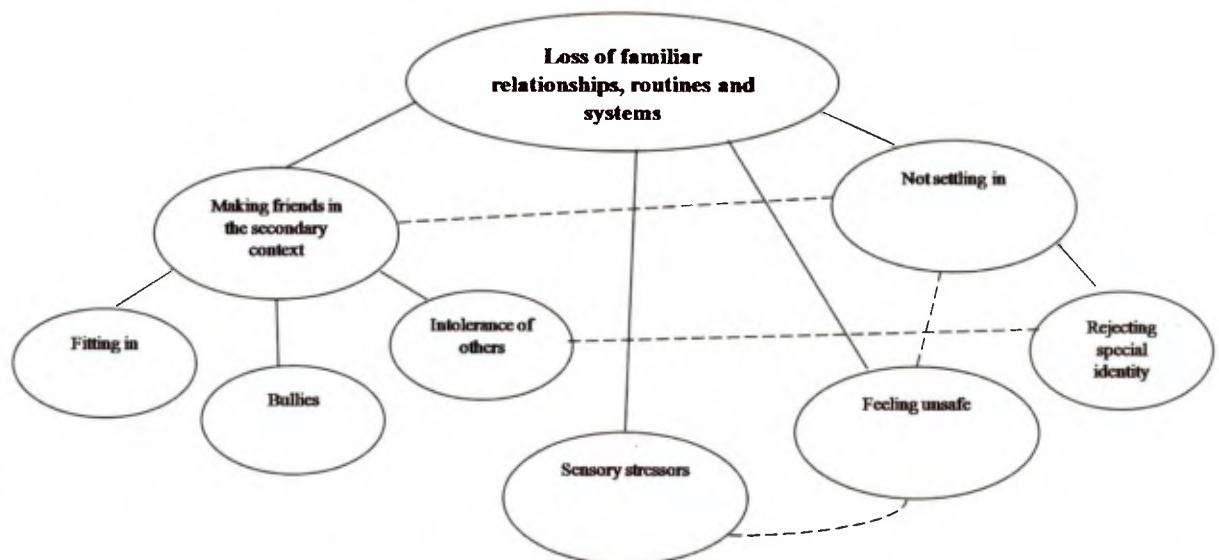 Loss of familiar
relationships, routines and
systems
Not settling in
Making friends in
the secondary
context
Intolerance of
others
Fitting in
Rejecting
special
identity
Bullies
Feeling unsafe
Sensory stressors